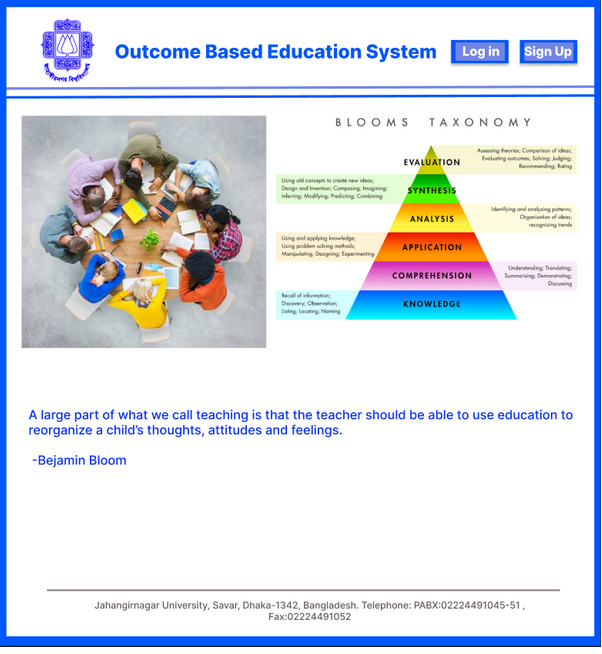 জাহাঙ্গীরনগর বিশ্ববিদ্যালয়
Outcome Based Education System
Log in
Sign Up
BLOOMS TAXONOMY
EVALUATION
Assessing theories; Comparison of ideas;
Evaluating outcomes; Solving; Judging;
Recommending; Rating
Using old concepts to create new ideas;
Design and Invention; Composing; Imagining;
Inferring; Modifying; Predicting; Combining
SYNTHESIS
ANALYSIS
Identifying and analyzing patterns;
Organisation of ideas;
recognizing trends
Using and applying knowledge;
Using problem solving methods;
Manipulating; Designing; Experimenting
APPLICATION
COMPREHENSION
Understanding; Translating;
Summarising; Demonstrating;
Discussing
Recall of information;
Discovery; Observation;
Listing; Locating; Naming
KNOWLEDGE
A large part of what we call teaching is that the teacher should be able to use education to
reorganize a child’s thoughts, attitudes and feelings.
-Bejamin Bloom
Jahangirnagar University, Savar, Dhaka-1342, Bangladesh. Telephone: PABX:02224491045-51 ,
Fax:02224491052